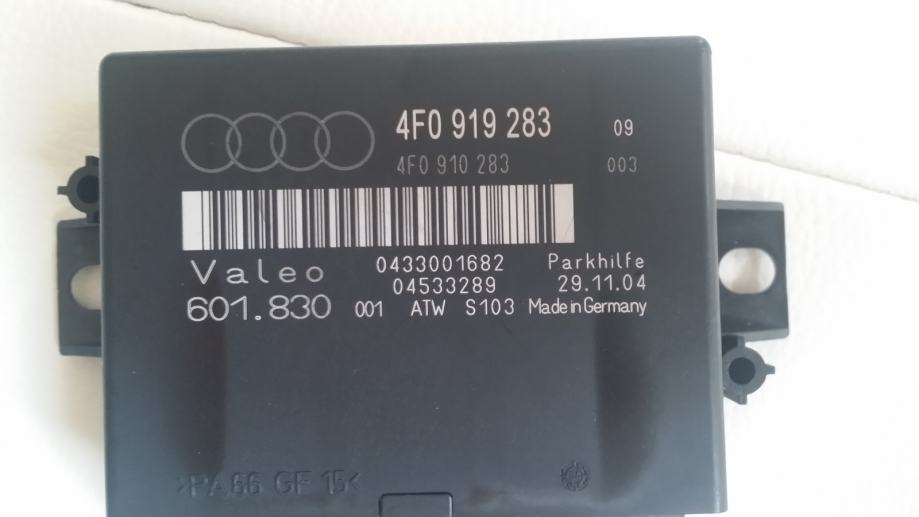 4F0 919 283 09
4F0 910 283 003
Valeo 0433001682 Parkhilfe
04533289 29.11.04
601.830 001 ATW S103 Made in Germany
>PA66 GF 15<